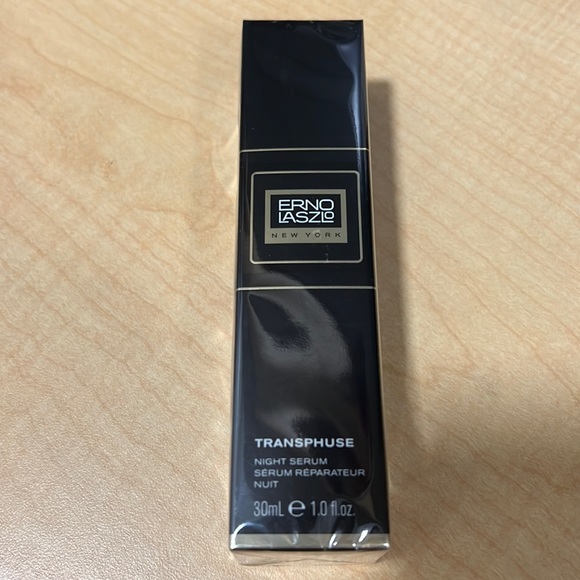 ERNO
LASZLO
NEW YORK
TRANSPHUSE
NIGHT SERUM
SÉRUM RÉPARATEUR
NUIT
30mL e 1.0 fl.oz.